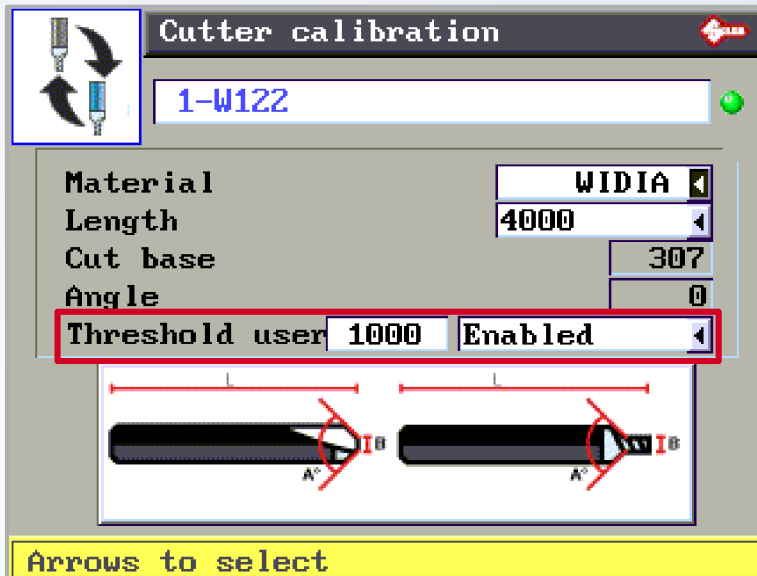 Cutter calibration
SILCA
1-W122
Material WIDIA
Length 4000
Cut base 307
Angle 0
Threshold user 1000 Enabled
L L
B B
A° A°
Arrows to select